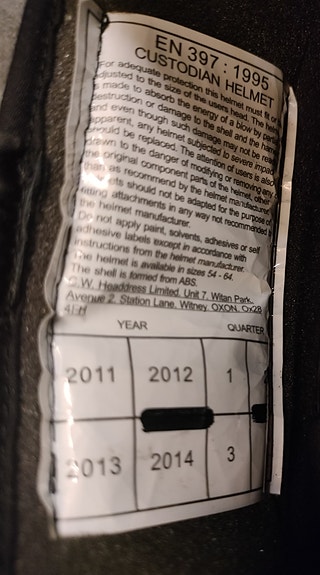 EN 397 : 1995
CUSTODIAN HELMET
For adequate protection this helmet must fit or
adjusted to the size of the users head. The helmet
is made to absorb the energy of a blow by partial
destruction or damage to the shell and the
and even though such damage may not be readily
apparent, any helmet subjected to severe impact
should be replaced. The attention of users is also
drawn to the danger of modifying or removing any
the original component parts of the helmet, other
than as recommend by the helmet manufacturer.
should not be adapted for the purpose of
fitting attachments in any way not recommended by
the helmet manufacturer.
Do not apply paint, solvents, adhesives or self
adhesive labels except in accordance with
instructions from the helmet manufacturer.
The helmet is available in sizes 54 - 64.
The shell is formed from ABS.
C. W. Headdress Limited, Unit 7, Witan Park,
Avenue 2, Station Lane, Witney, OXON, Ox28
4FH
YEAR QUARTER
2011 2012 1
2013 2014 3